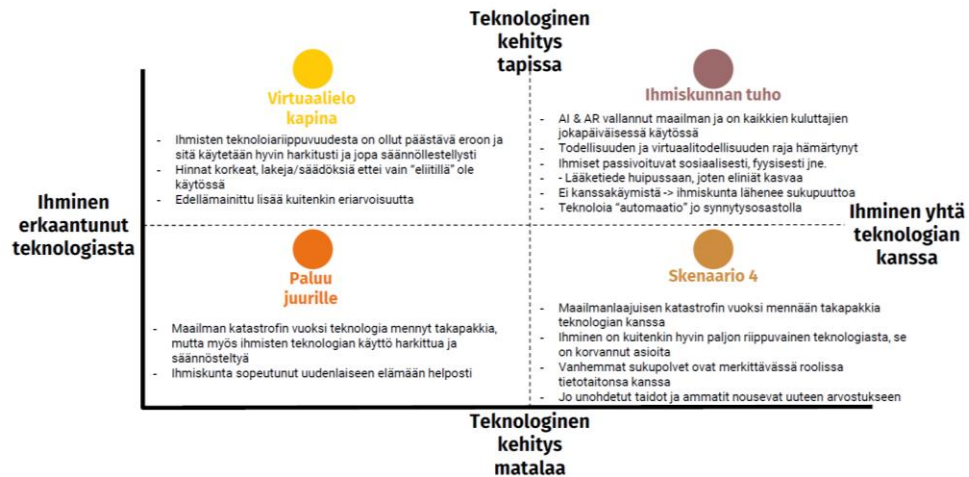 Teknologinen
kehitys
tapissa
Virtuaalielo
kapina
- Ihmisten teknoloiariippuvuudesta on ollut päästävä eroon ja
sitä käytetään hyvin harkitusti ja jopa säännöllestellysti
- Hinnat korkeat, lakeja/säädöksiä ettei vain "eliitillä" ole
käytössä
- Edellämainittu lisää kuitenkin eriarvoisuutta
Ihmiskunnan tuho
- AI & AR vallannut maailman ja on kaikkien kuluttajien
jokapäiväisessä käytössä
- Todellisuuden ja virtuaalitodellisuuden raja hämärtynyt
- Ihmiset passivoituvat sosiaalisesti, fyysisesti jne.
- - Lääketiede huipussaan, joten eliniät kasvaa
- Ei kanssakäymistä -> ihmiskunta lähenee sukupuuttoa
- Teknoloia "automaatio" jo synnytysosastolla
Ihminen
erkaantunut
teknologiasta
Ihminen yhtä
teknologian
kanssa
Paluu
juurille
- Maailman katastrofin vuoksi teknologia mennyt takapakkia,
mutta myös ihmisten teknologian käyttö harkittua ja
säännösteltyä
- Ihmiskunta sopeutunut uudenlaiseen elämään helposti
Skenaario 4
- Maailmanlaajuisen katastrofin vuoksi mennään takapakkia
teknologian kanssa
- Ihminen on kuitenkin hyvin paljon riippuvainen teknologiasta, se
on korvannut asioita
- Vanhemmat sukupolvet ovat merkittävässä roolissa
tietotaitonsa kanssa
- Jo unohdetut taidot ja ammatit nousevat uuteen arvostukseen
Teknologinen
kehitys
matalaa